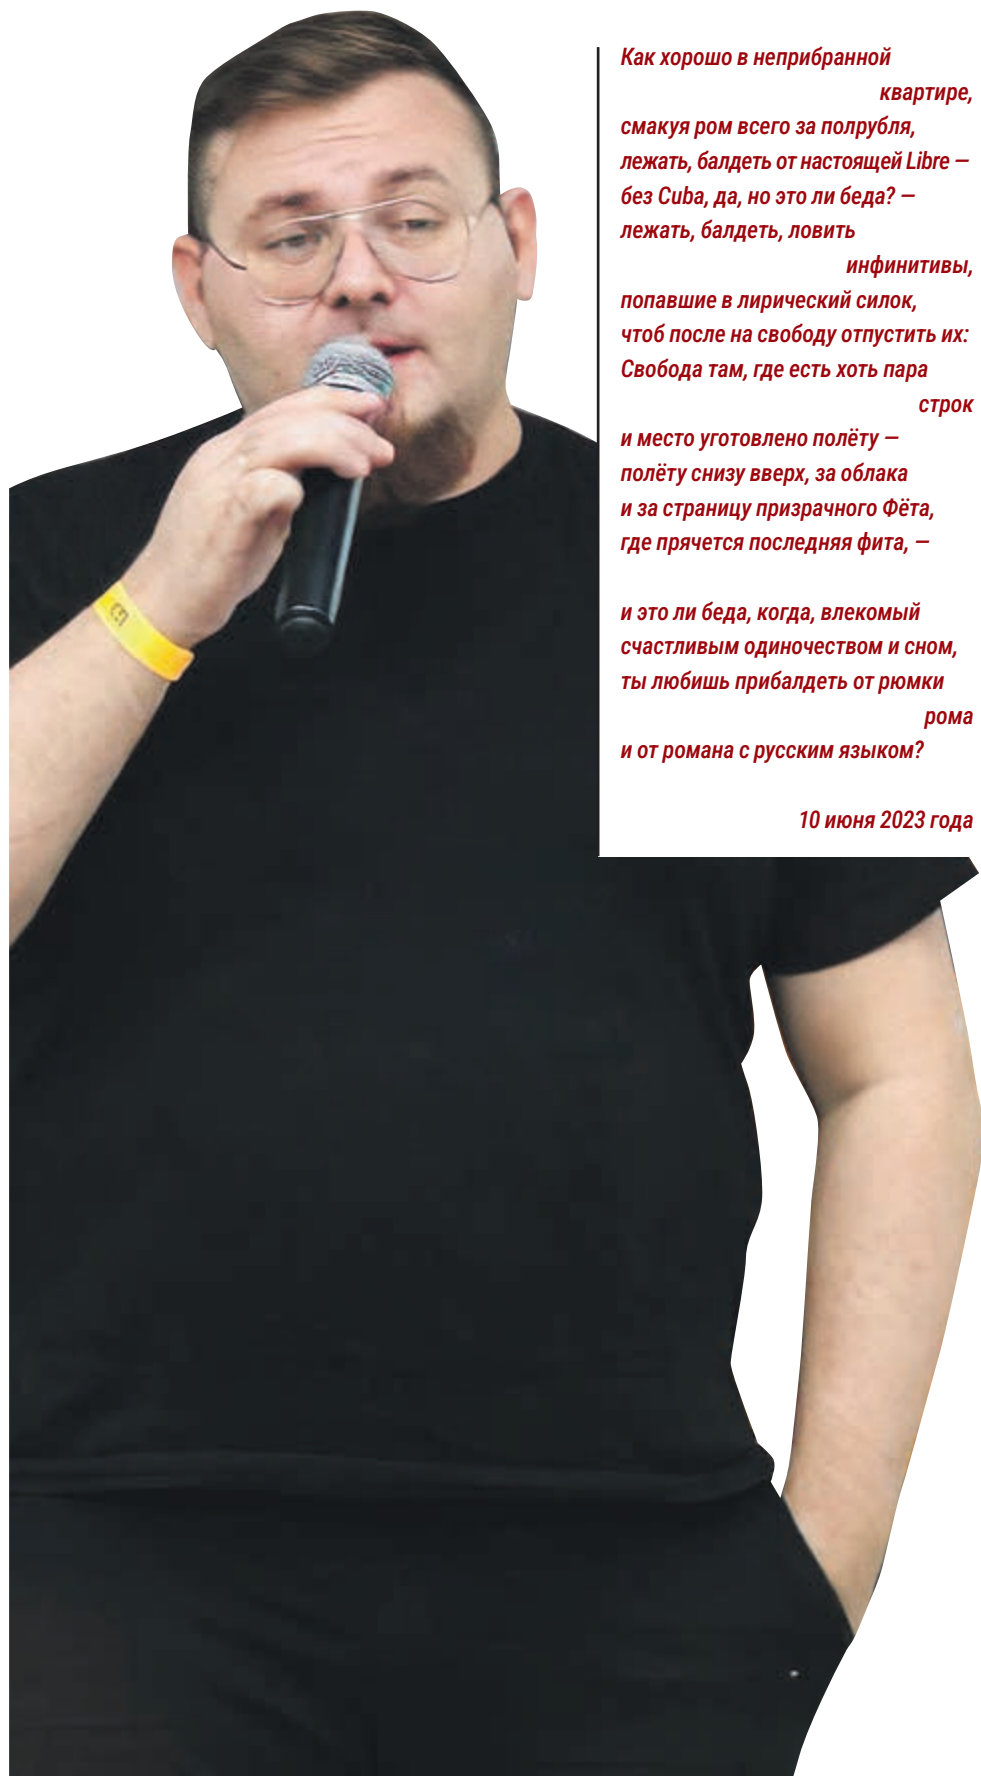 Как хорошо в неприбранной
квартире,
смакуя ром всего за полрубля,
лежать, балдеть от настоящей Libre —
без Cuba, да, но это ли беда? —
лежать, балдеть, ловить
инфинитивы,
попавшие в лирический силок,
чтоб после на свободу отпустить их:
Свобода там, где есть хоть пара
строк
и место уготовлено полёту —
полёту снизу вверх, за облака
и за страницу призрачного Фёта,
где прячется последняя фита, —
и это ли беда, когда, влекомый
счастливым одиночеством и сном,
ты любишь прибалдеть от рюмки
рома
и от романа с русским языком?
10 июня 2023 года